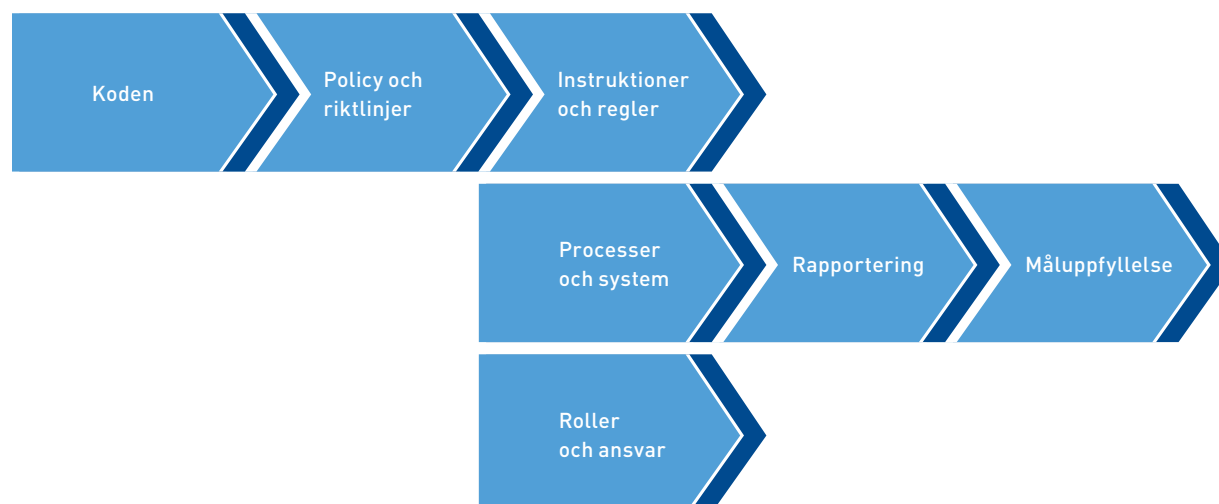 Koden
Policy och
riktlinjer
Instruktioner
och regler
Processer
och system
Rapportering
Måluppfyllelse
Roller
och ansvar